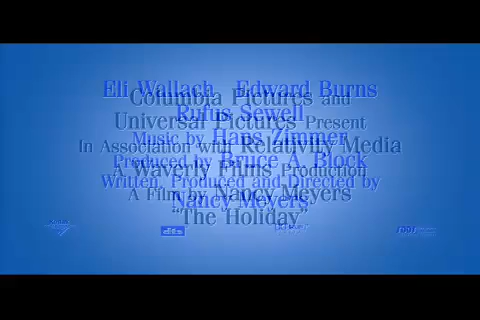 Eli Wallach Edward Burns
Columbia Pictures and
Rufus Sewell
Universal Pictures Present
Music by Hans Zimmer
In Association with Relativity Media
Produced by Bruce A. Block
A Waverly Films Production
Written, Produced and Directed by
A Film by Nancy Meyers
Nancy Meyers
"The Holiday"